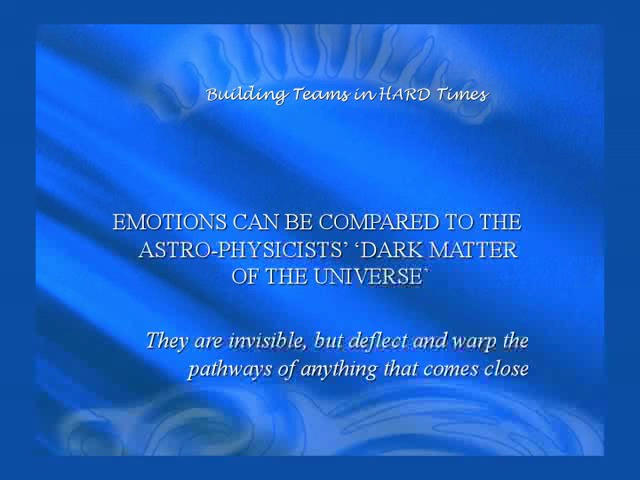 Building Teams in HARD Times
EMOTIONS CAN BE COMPARED TO THE
ASTRO-PHYSICISTS’ ‘DARK MATTER
OF THE UNIVERSE’
They are invisible, but deflect and warp the
pathways of anything that comes close